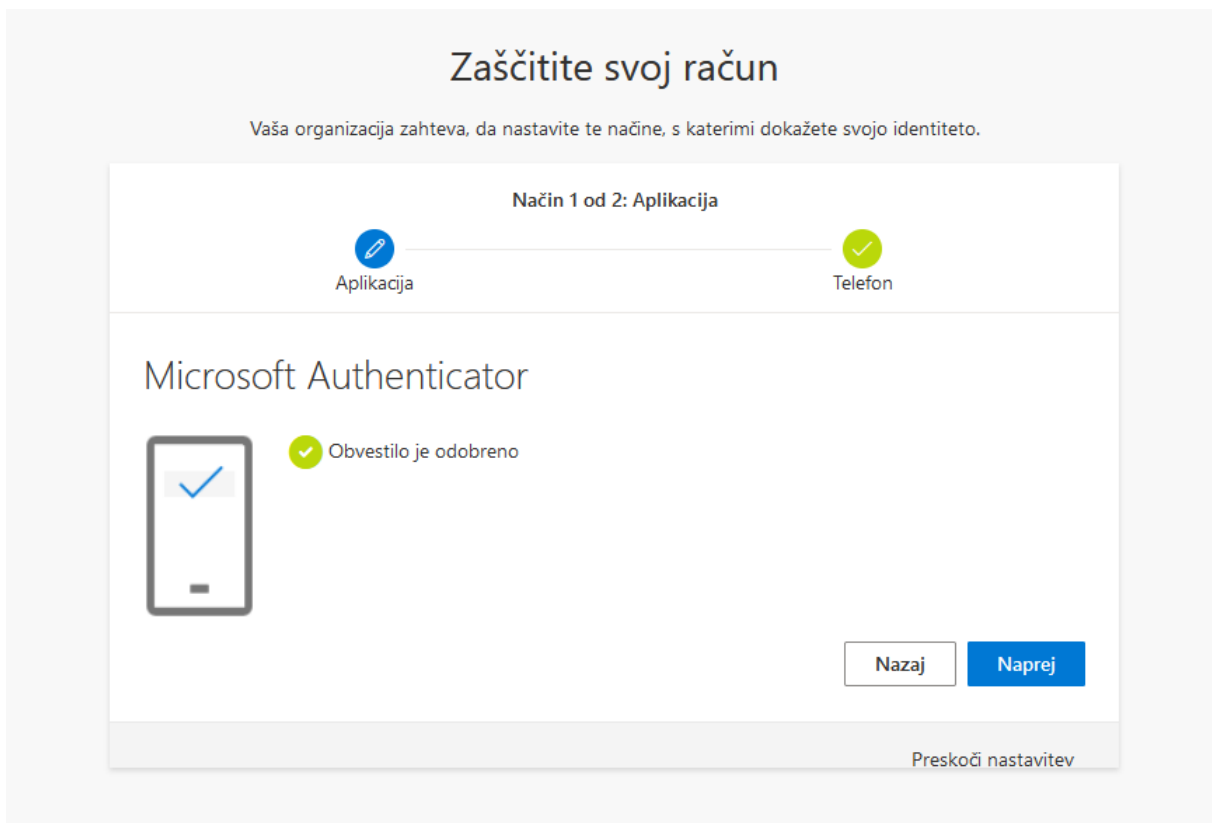 Zaščitite svoj račun
Vaša organizacija zahteva, da nastavite te načine, s katerimi dokažete svojo identiteto.
Način 1 od 2: Aplikacija
Aplikacija
Telefon
Microsoft Authenticator
Obvestilo je odobreno
Nazaj
Naprej
Preskoči nastavitev